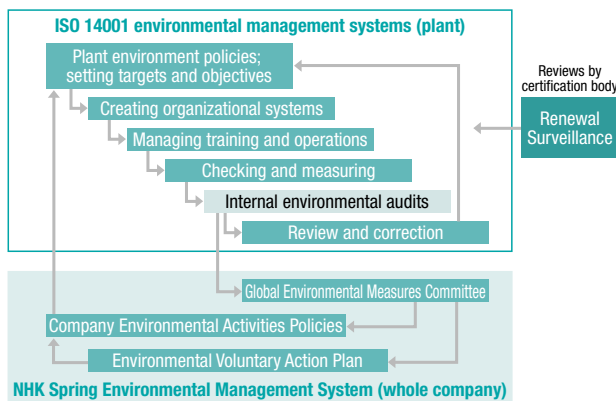 ISO 14001 environmental management systems (plant)
Plant environment policies;
setting targets and objectives
Creating organizational systems
Managing training and operations
Checking and measuring
Internal environmental audits
Review and correction
Reviews by
certification body
Renewal
Surveillance
Global Environmental Measures Committee
Company Environmental Activities Policies
Environmental Voluntary Action Plan
NHK Spring Environmental Management System (whole company)